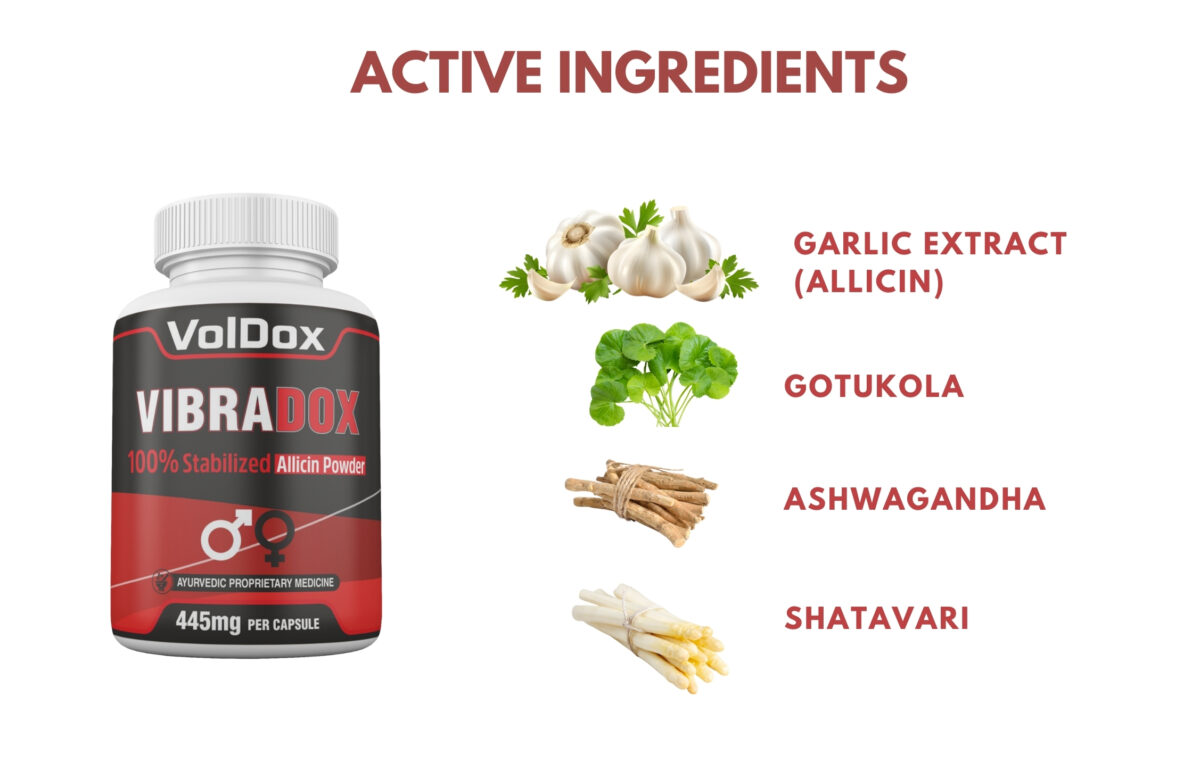 ACTIVE INGREDIENTS
VolDox
VIBRADOX
100% Stabilized Allicin Powder
AYURVEDIC PROPRIETARY MEDICINE
445mg PER CAPSULE
GARLIC EXTRACT
(ALLICIN)
GOTUKOLA
ASHWAGANDHA
SHATAVARI